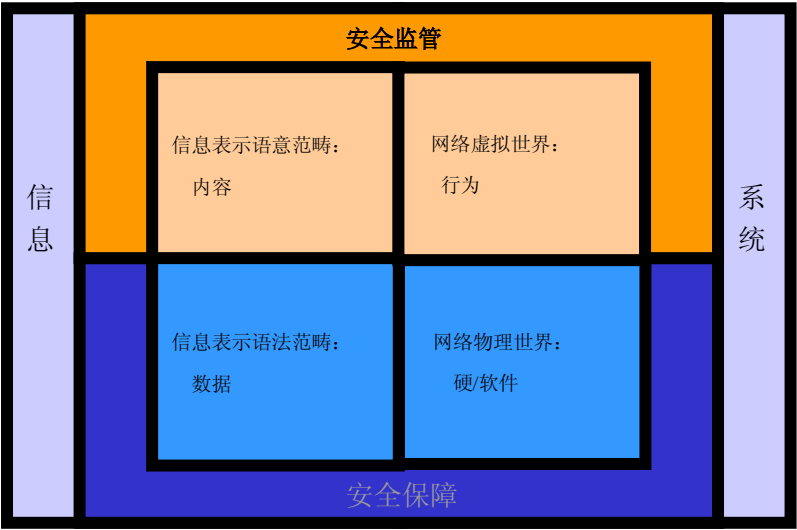 安全监管
信
息
信息表示语意范畴：
内容
网络虚拟世界：
行为
系
统
信息表示语法范畴：
数据
网络物理世界：
硬/软件
安全保障